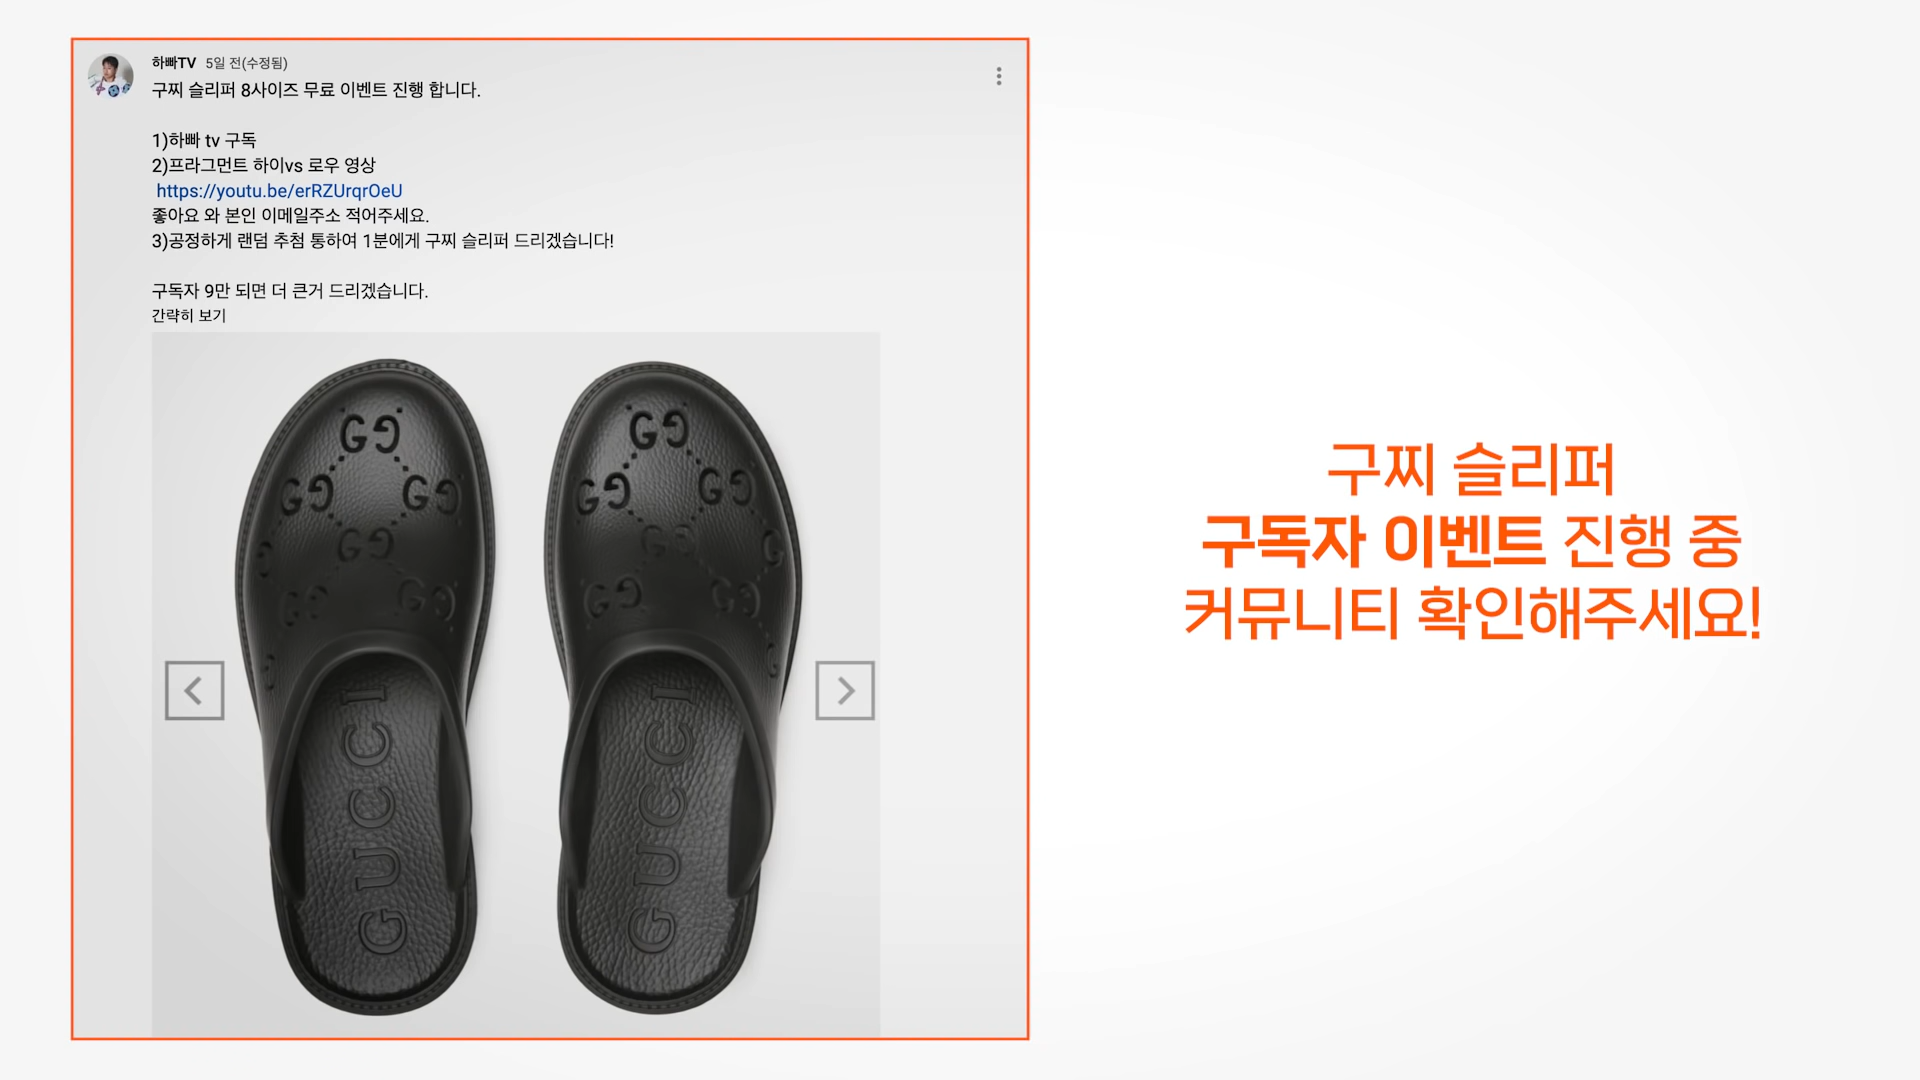 하빠TV 5일 전(수정됨)
구찌 슬리퍼 8사이즈 무료 이벤트 진행 합니다.
1)하빠 tv 구독
2)프라그먼트 하이vs 로우 영상
https://youtu.be/erRZUrqrOeU
좋아요 와 본인 이메일주소 적어주세요.
3)공정하게 랜덤 추첨 통하여 1분에게 구찌 슬리퍼 드리겠습니다!
구독자 9만 되면 더 큰거 드리겠습니다.
간략히 보기
GUCCI
GUCCI
구찌 슬리퍼
구독자 이벤트 진행 중
커뮤니티 확인해주세요!